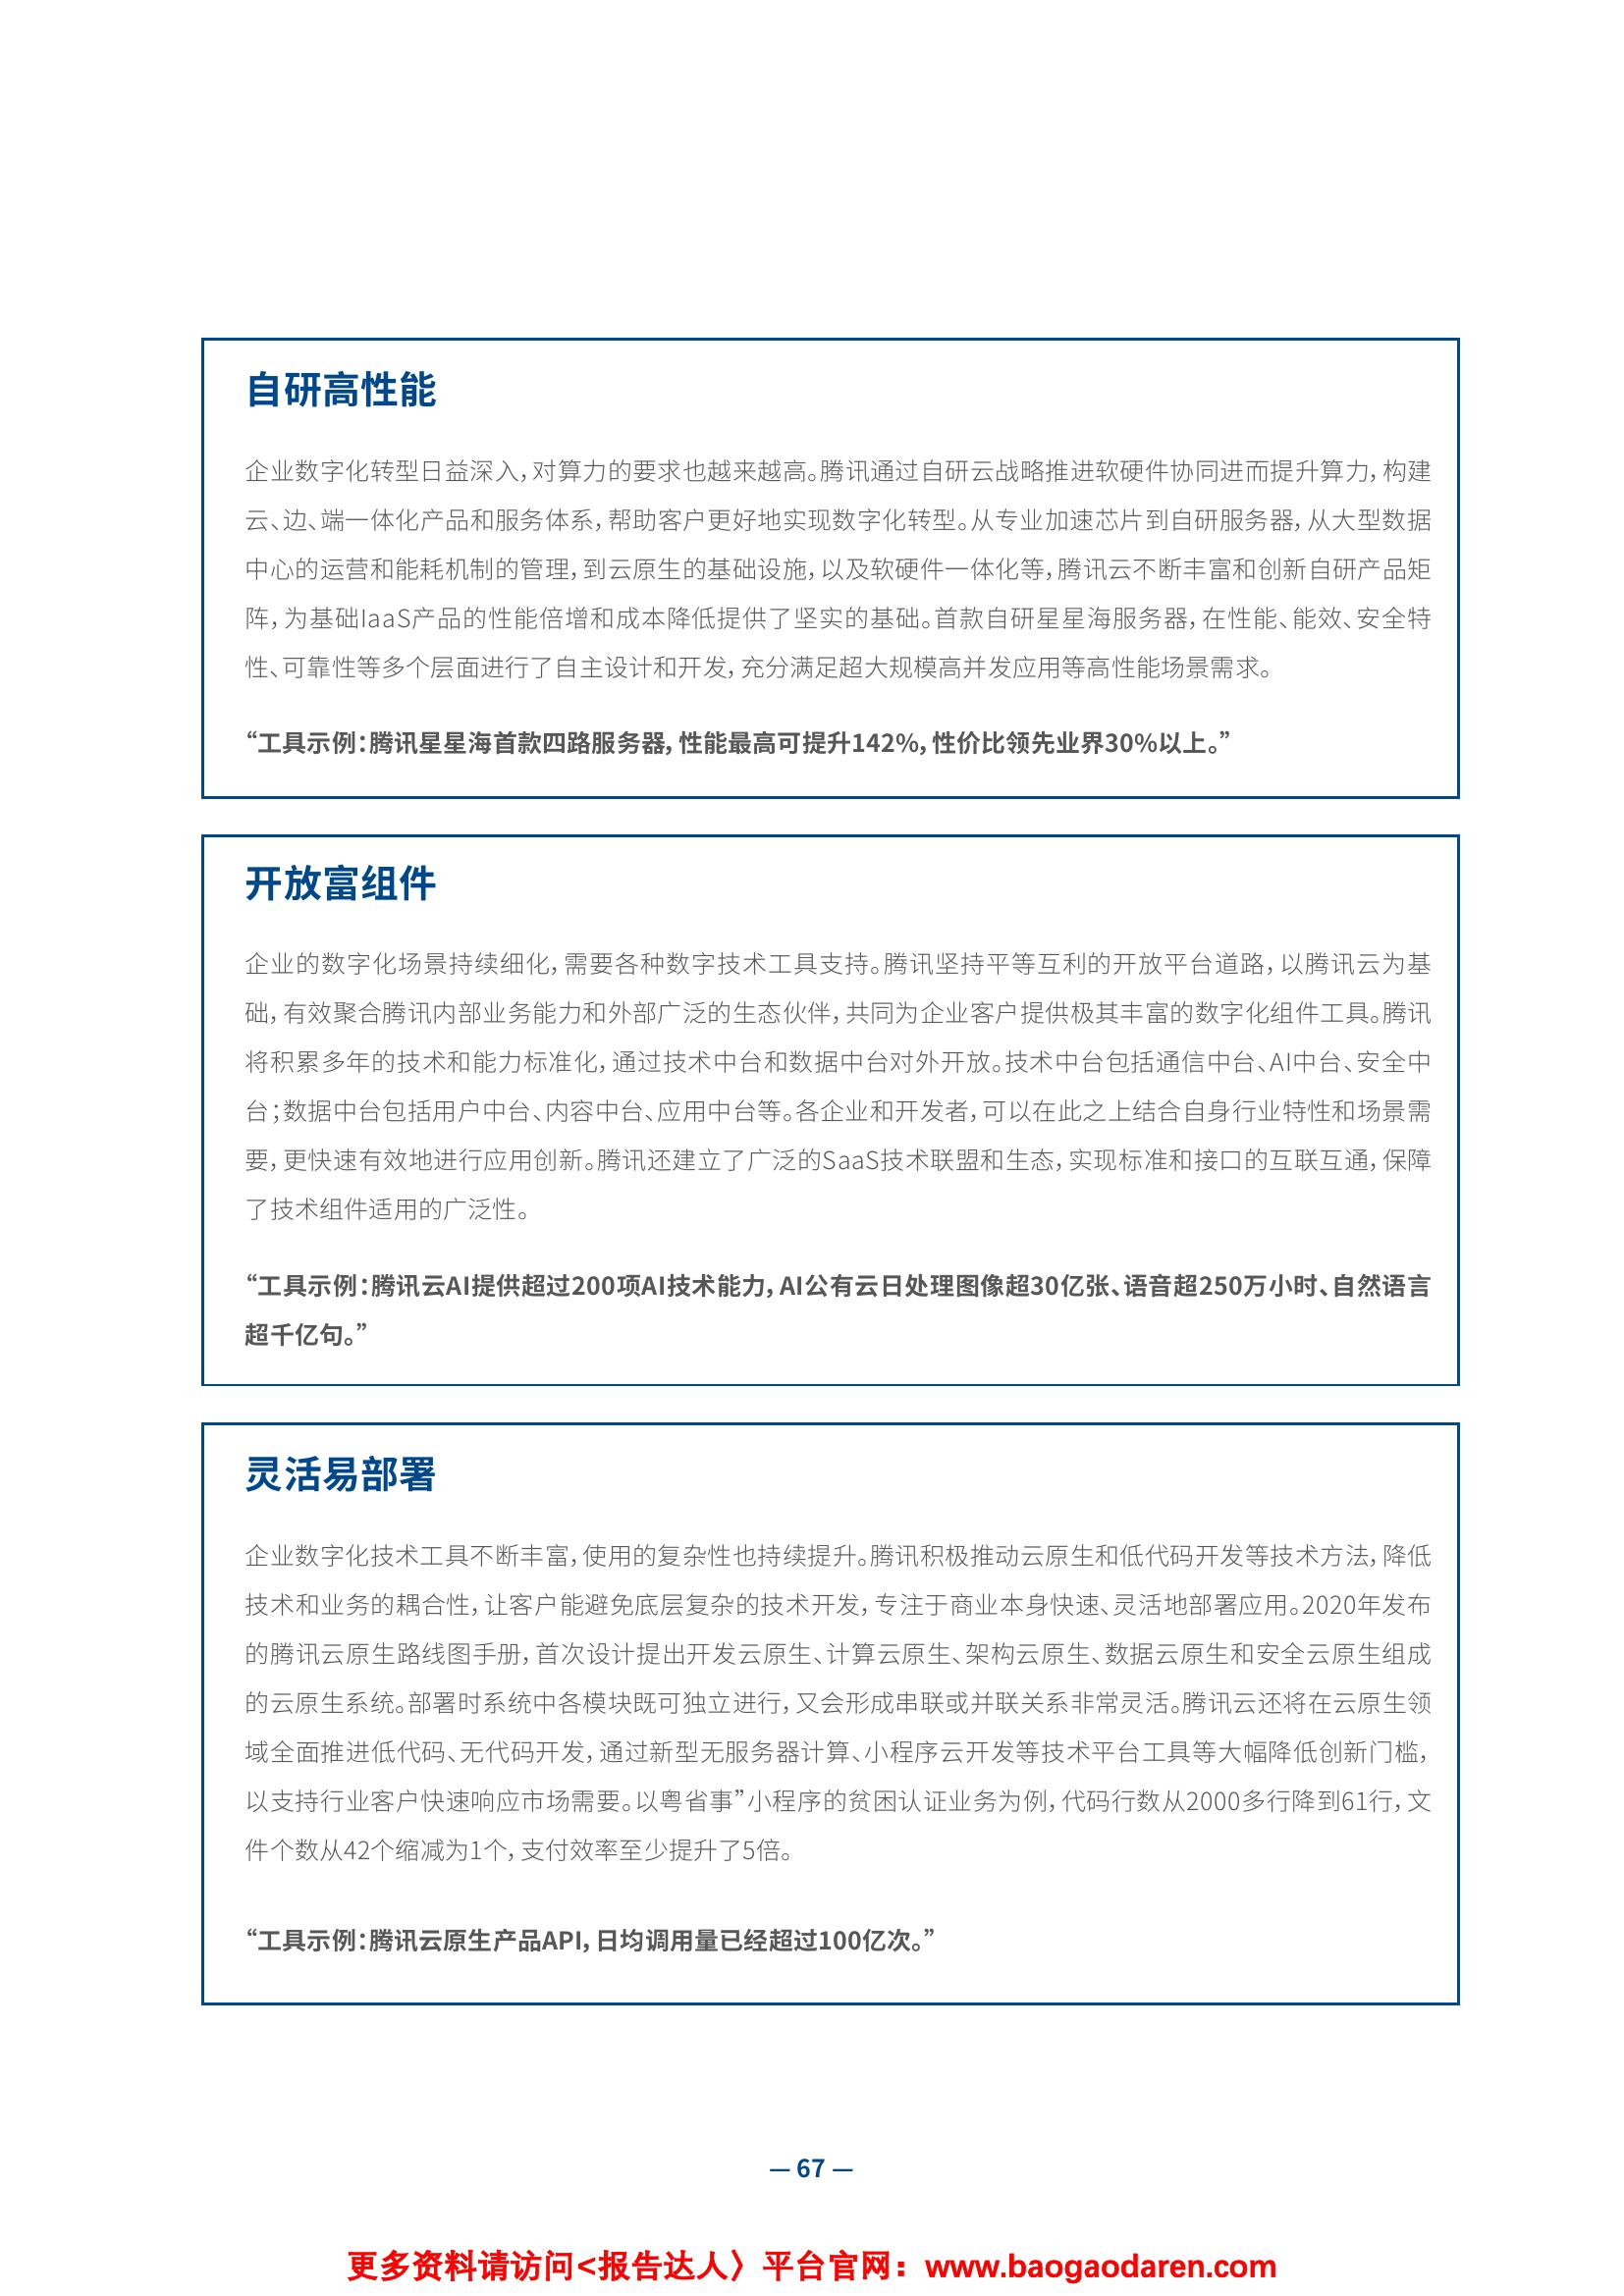 自研高性能
企业数字化转型日益深入，对算力的要求也越来越高。腾讯通过自研云战略推进软硬件协同进而提升算力，构建
云、边、端一体化产品和服务体系，帮助客户更好地实现数字化转型。从专业加速芯片到自研服务器，从大型数据
中心的运营和能耗机制的管理，到云原生的基础设施，以及软硬件一体化等，腾讯云不断丰富和创新自研产品矩
阵，为基础IaaS产品的性能倍增和成本降低提供了坚实的基础。首款自研星星海服务器，在性能、能效、安全特
性、可靠性等多个层面进行了自主设计和开发，充分满足超大规模高并发应用等高性能场景需求。
“工具示例：腾讯星星海首款四路服务器，性能最高可提升142%，性价比领先业界30%以上。”
开放富组件
企业的数字化场景持续细化，需要各种数字技术工具支持。腾讯坚持平等互利的开放平台道路，以腾讯云为基
础，有效聚合腾讯内部业务能力和外部广泛的生态伙伴，共同为企业客户提供极其丰富的数字化组件工具。腾讯
将积累多年的技术和能力标准化，通过技术中台和数据中台对外开放。技术中台包括通信中台、AI中台、安全中
台；数据中台包括用户中台、内容中台、应用中台等。各企业和开发者，可以在此之上结合自身行业特性和场景需
要，更快速有效地进行应用创新。腾讯还建立了广泛的SaaS技术联盟和生态，实现标准和接口的互联互通，保障
了技术组件适用的广泛性。
“工具示例：腾讯云AI提供超过200项AI技术能力，AI公有云日处理图像超30亿张、语音超250万小时、自然语言
超千亿句。”
灵活易部署
企业数字化技术工具不断丰富，使用的复杂性也持续提升。腾讯积极推动云原生和低代码开发等技术方法，降低
技术和业务的耦合性，让客户能避免底层复杂的技术开发，专注于商业本身快速、灵活地部署应用。2020年发布
的腾讯云原生路线图手册，首次设计提出开发云原生、计算云原生、架构云原生、数据云原生和安全云原生组成
的云原生系统。部署时系统中各模块既可独立进行，又会形成串联或并联关系非常灵活。腾讯云还将在云原生领
域全面推进低代码、无代码开发，通过新型无服务器计算、小程序云开发等技术平台工具等大幅降低创新门槛，
以支持行业客户快速响应市场需要。以粤省事”小程序的贫困认证业务为例，代码行数从2000多行降到61行，文
件个数从42个缩减为1个，支付效率至少提升了5倍。
“工具示例：腾讯云原生产品API，日均调用量已经超过100亿次。”
— 67 —
更多资料请访问<报告达人〉平台官网：www.baogaodaren.com